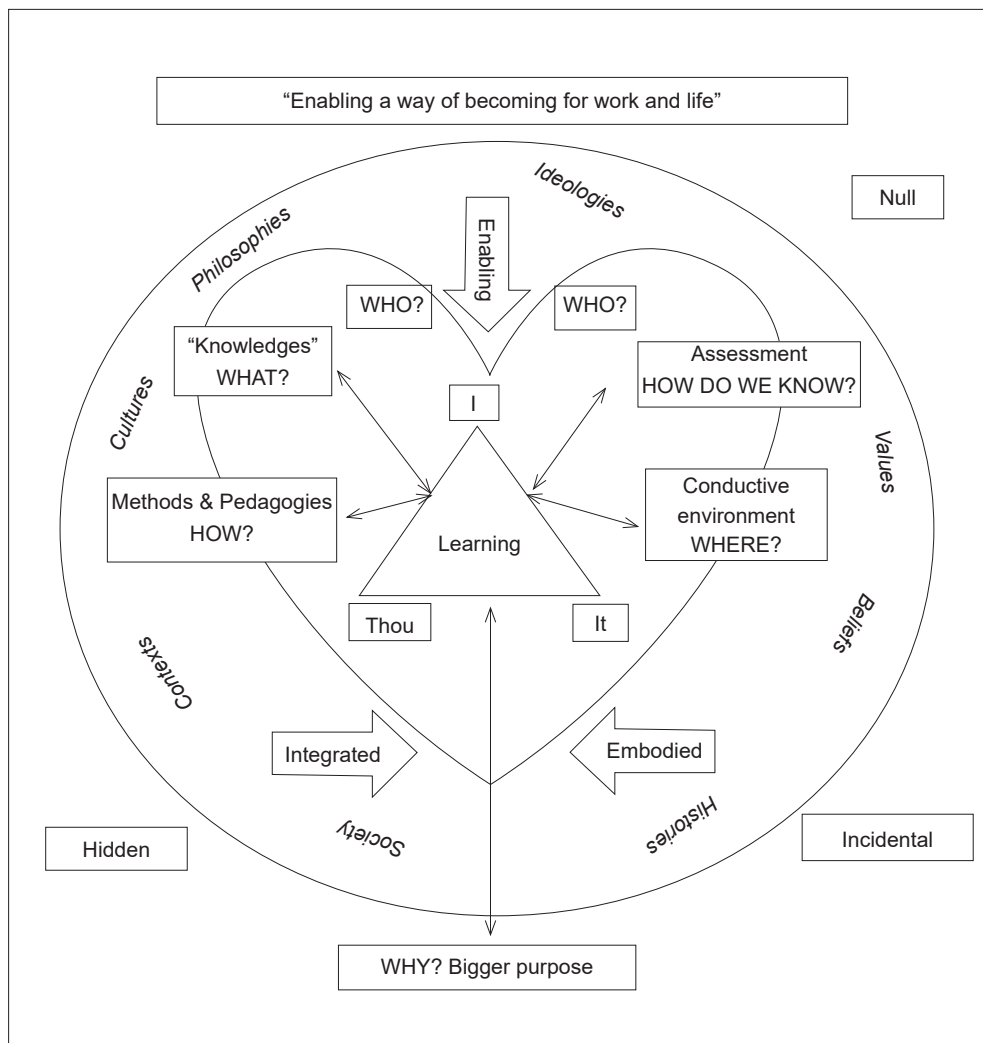 “Enabling a way of becoming for work and life”
Ideologies
Null
Philosophies
Enabling
WHO?
WHO?
“Knowledges”
WHAT?
Assessment
HOW DO WE KNOW?
Cultures
I
Values
Methods & Pedagogies
HOW?
Learning
Conductive
environment
WHERE?
Thou
It
Beliefs
Contexts
Integrated
Embodied
Society
Histories
Hidden
Incidental
WHY? Bigger purpose